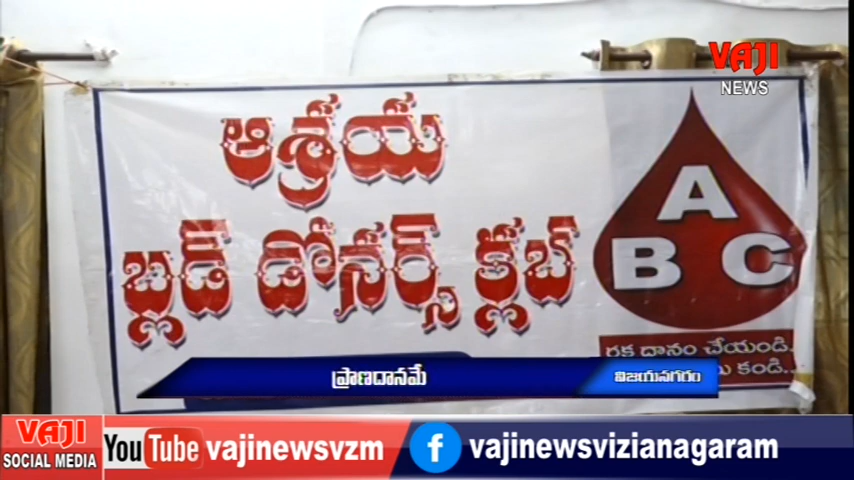 VAJI
NEWS
ఆశ్రయ
బ్లడ్ డోనర్స్ క్లబ్
A
B C
రక్త దానం చేయండి.
కండి..
ప్రాణదానమే
విజయనగరం
VAJI
SOCIAL MEDIA
YouTube vajinewsvzm
f vajinewsvizianagaram